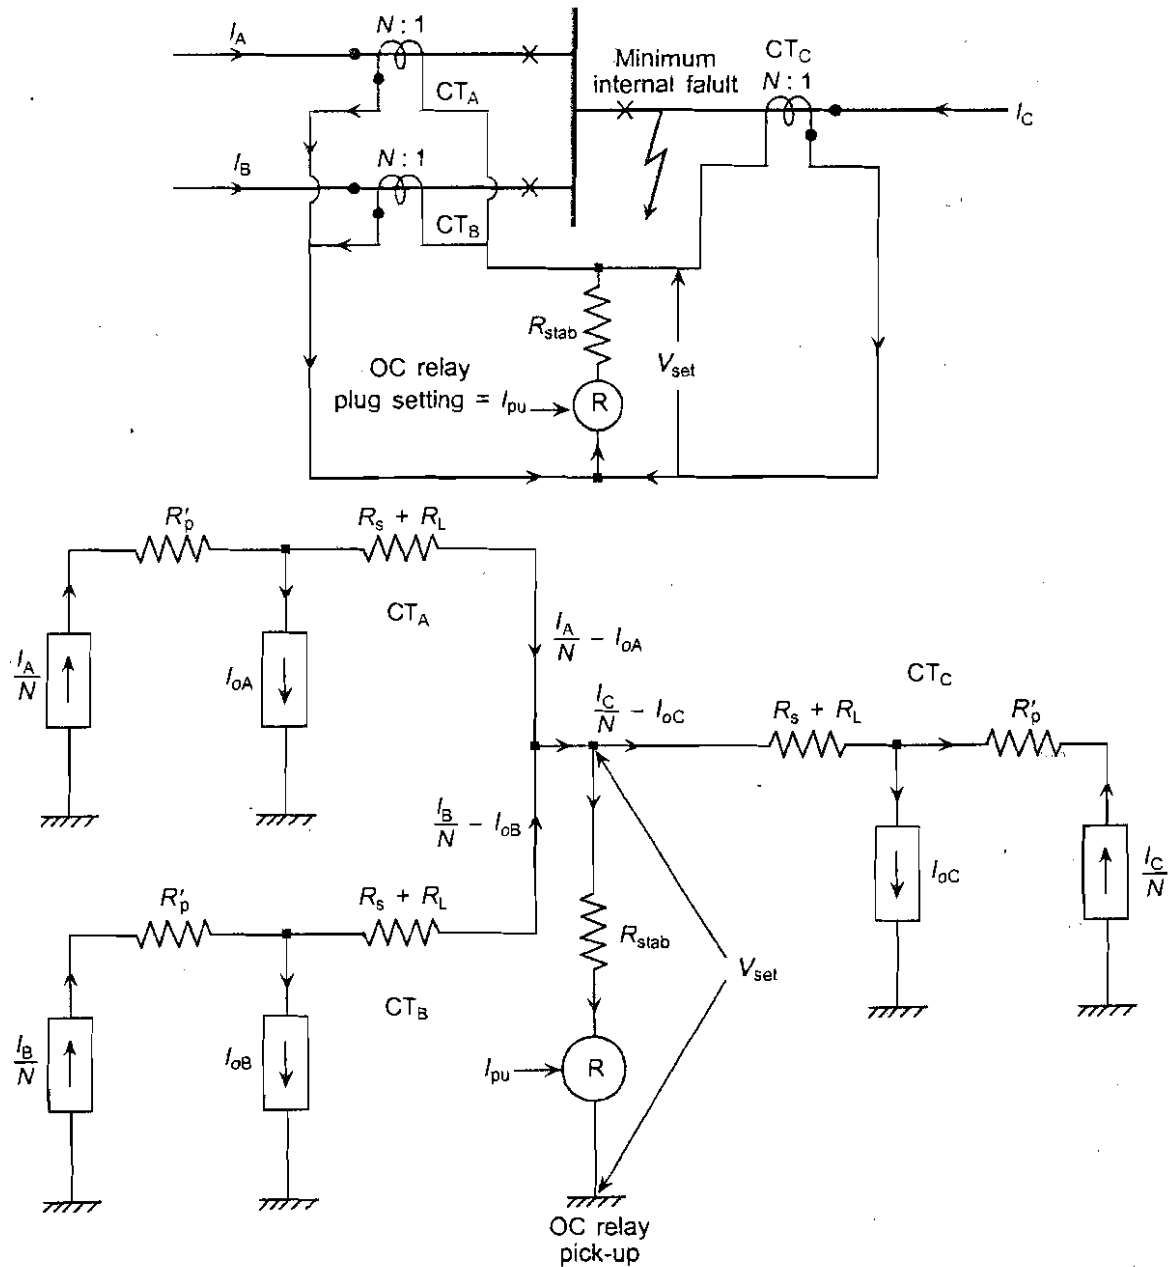 I_A
N : 1
CT_A
I_B
N : 1
CT_B
Minimum
internal falult
CT_C
N : 1
I_C
R_stab
OC relay
plug setting = I_pu
R
V_set
R'_p
R_s + R_L
CT_A
I_A/N
I_oA
I_A/N − I_oA
I_C/N − I_oC
CT_C
R_s + R_L
R'_p
I_B/N − I_oB
I_oC
I_C/N
R'_p
R_s + R_L
CT_B
I_B/N
I_oB
R_stab
V_set
I_pu
R
OC relay
pick-up